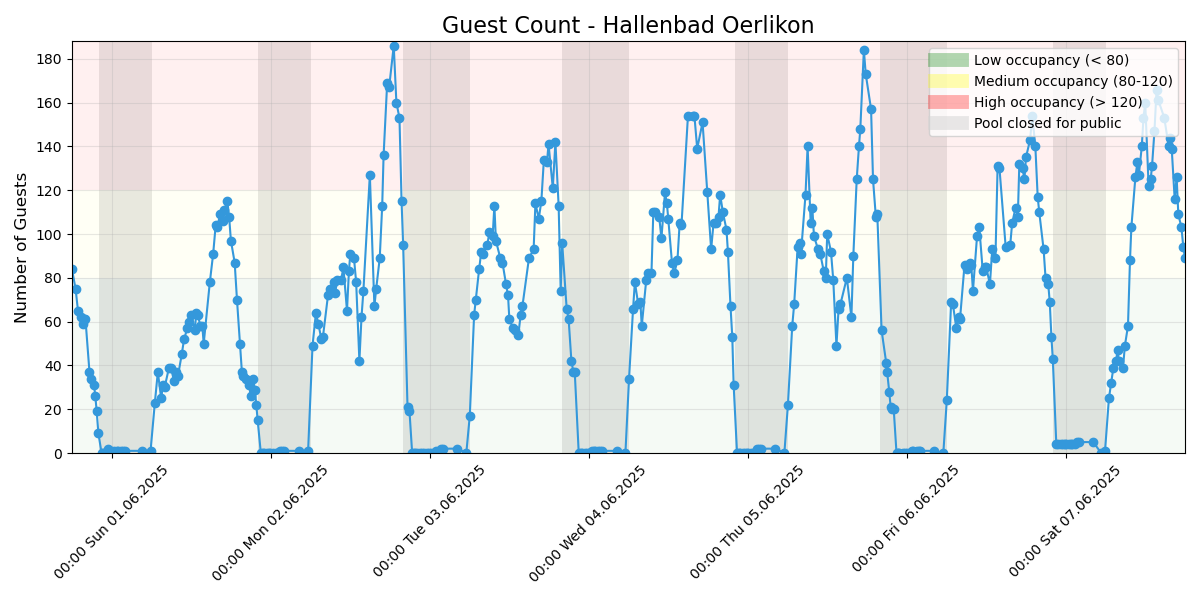 Guest Count - Hallenbad Oerlikon
Number of Guests
180
160
140
120
100
80
60
40
20
0
Low occupancy (< 80)
Medium occupancy (80-120)
High occupancy (> 120)
Pool closed for public
00:00 Sun 01.06.2025
00:00 Mon 02.06.2025
00:00 Tue 03.06.2025
00:00 Wed 04.06.2025
00:00 Thu 05.06.2025
00:00 Fri 06.06.2025
00:00 Sat 07.06.2025